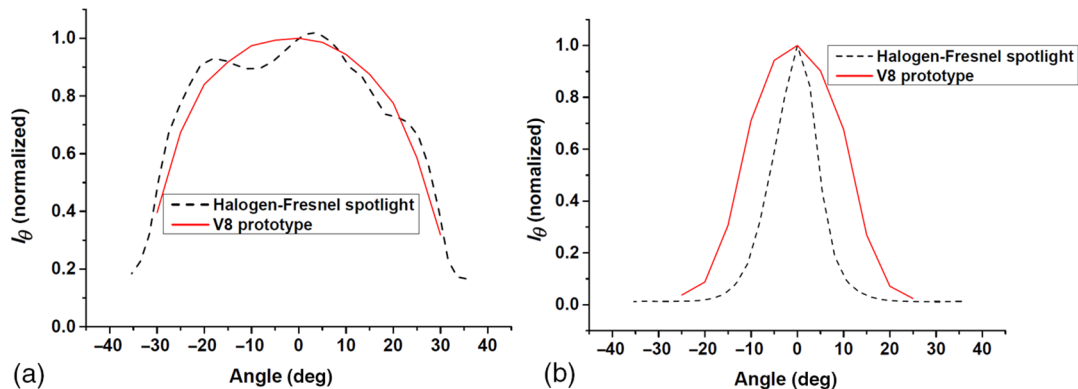 1.0
0.8
0.6
0.4
0.2
0.0
I_θ (normalized)
Halogen-Fresnel spotlight
V8 prototype
−40 −30 −20 −10 0 10 20 30 40
Angle (deg)
(a)
1.0
0.8
0.6
0.4
0.2
0.0
I_θ (nomalized)
Halogen-Fresnel spotlight
V8 prototype
−40 −30 −20 −10 0 10 20 30 40
Angle (deg)
(b)